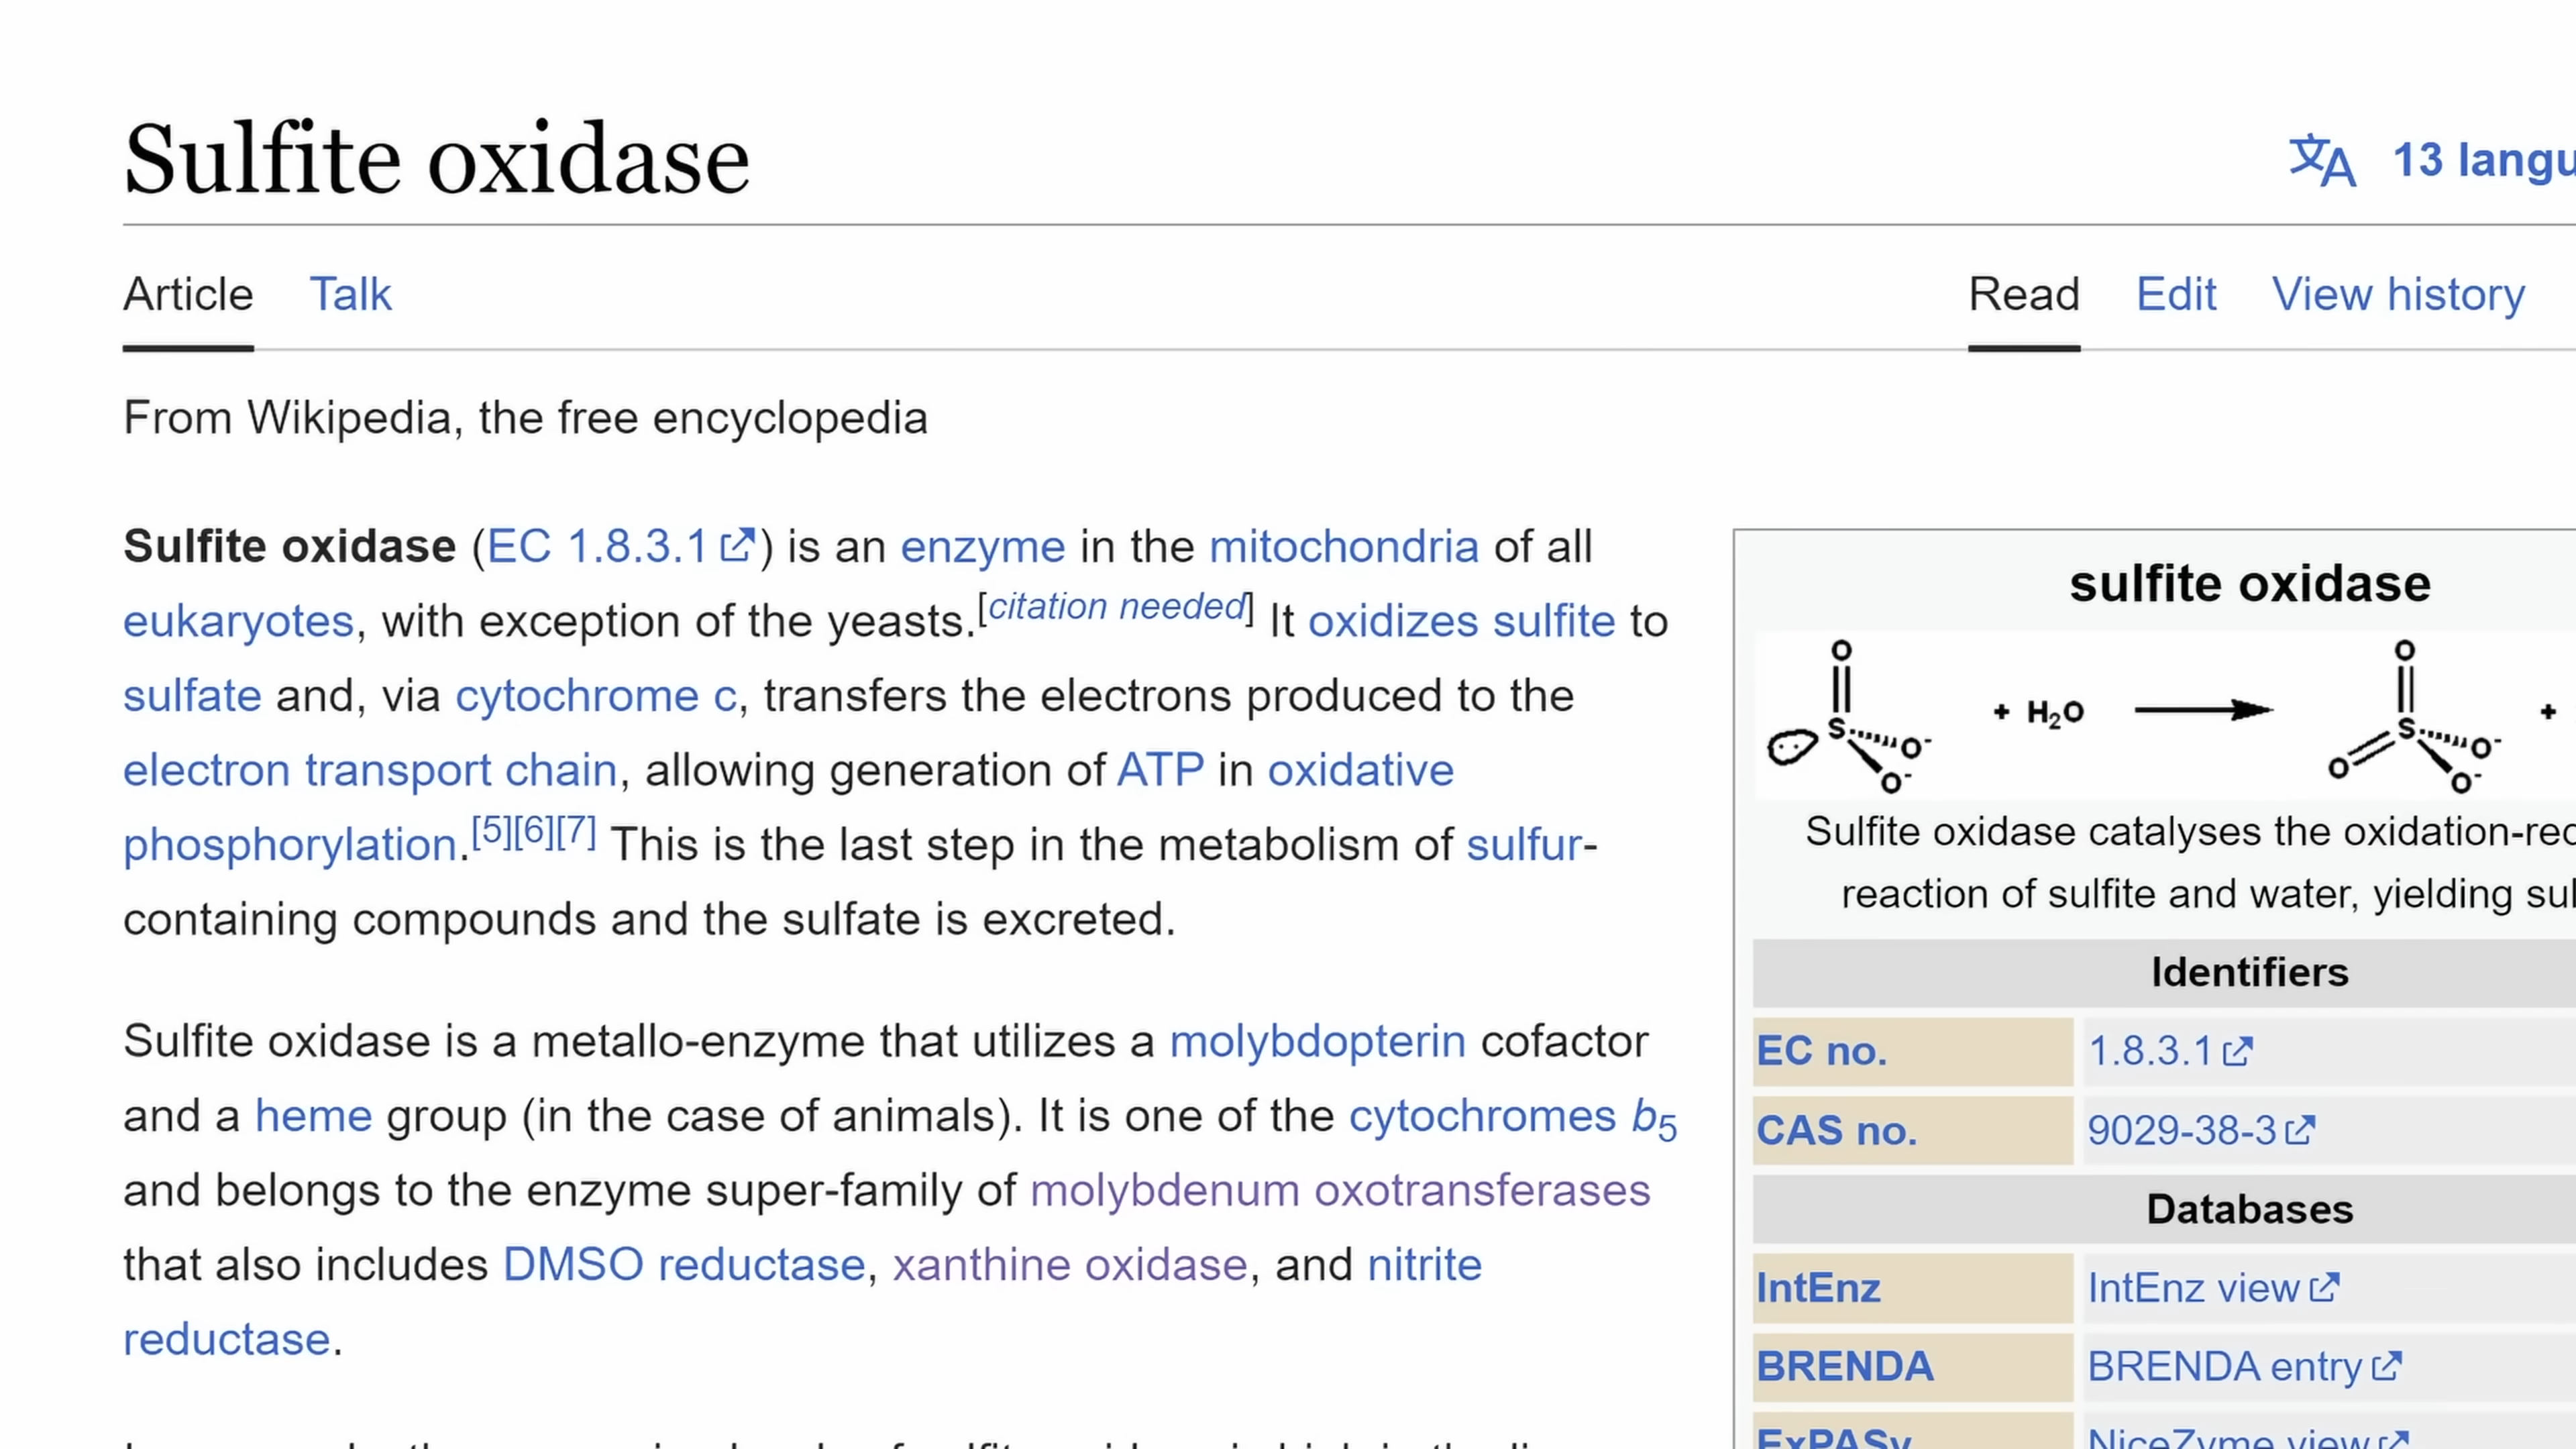 Sulfite oxidase
13 langu
Article Talk
Read Edit View history
From Wikipedia, the free encyclopedia
Sulfite oxidase (EC 1.8.3.1) is an enzyme in the mitochondria of all
eukaryotes, with exception of the yeasts.[citation needed] It oxidizes sulfite to
sulfate and, via cytochrome c, transfers the electrons produced to the
electron transport chain, allowing generation of ATP in oxidative
phosphorylation.[5][6][7] This is the last step in the metabolism of sulfur-
containing compounds and the sulfate is excreted.
Sulfite oxidase is a metallo-enzyme that utilizes a molybdopterin cofactor
and a heme group (in the case of animals). It is one of the cytochromes b5
and belongs to the enzyme super-family of molybdenum oxotransferases
that also includes DMSO reductase, xanthine oxidase, and nitrite
reductase.
sulfite oxidase
O O
S + H₂O S +
O⁻ O O⁻
O⁻ O⁻
Sulfite oxidase catalyses the oxidation-red
reaction of sulfite and water, yielding sul
Identifiers
EC no. 1.8.3.1
CAS no. 9029-38-3
Databases
IntEnz IntEnz view
BRENDA BRENDA entry
ExPASy NiceZyme view